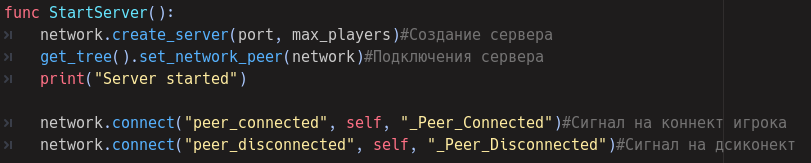 func StartServer():
network.create_server(port, max_players)#Создание сервера
get_tree().set_network_peer(network)#Подключения сервера
print("Server started")
network.connect("peer_connected", self, "_Peer_Connected")#Сигнал на коннект игрока
network.connect("peer_disconnected", self, "_Peer_Disconnected")#Сигнал на дсиконект